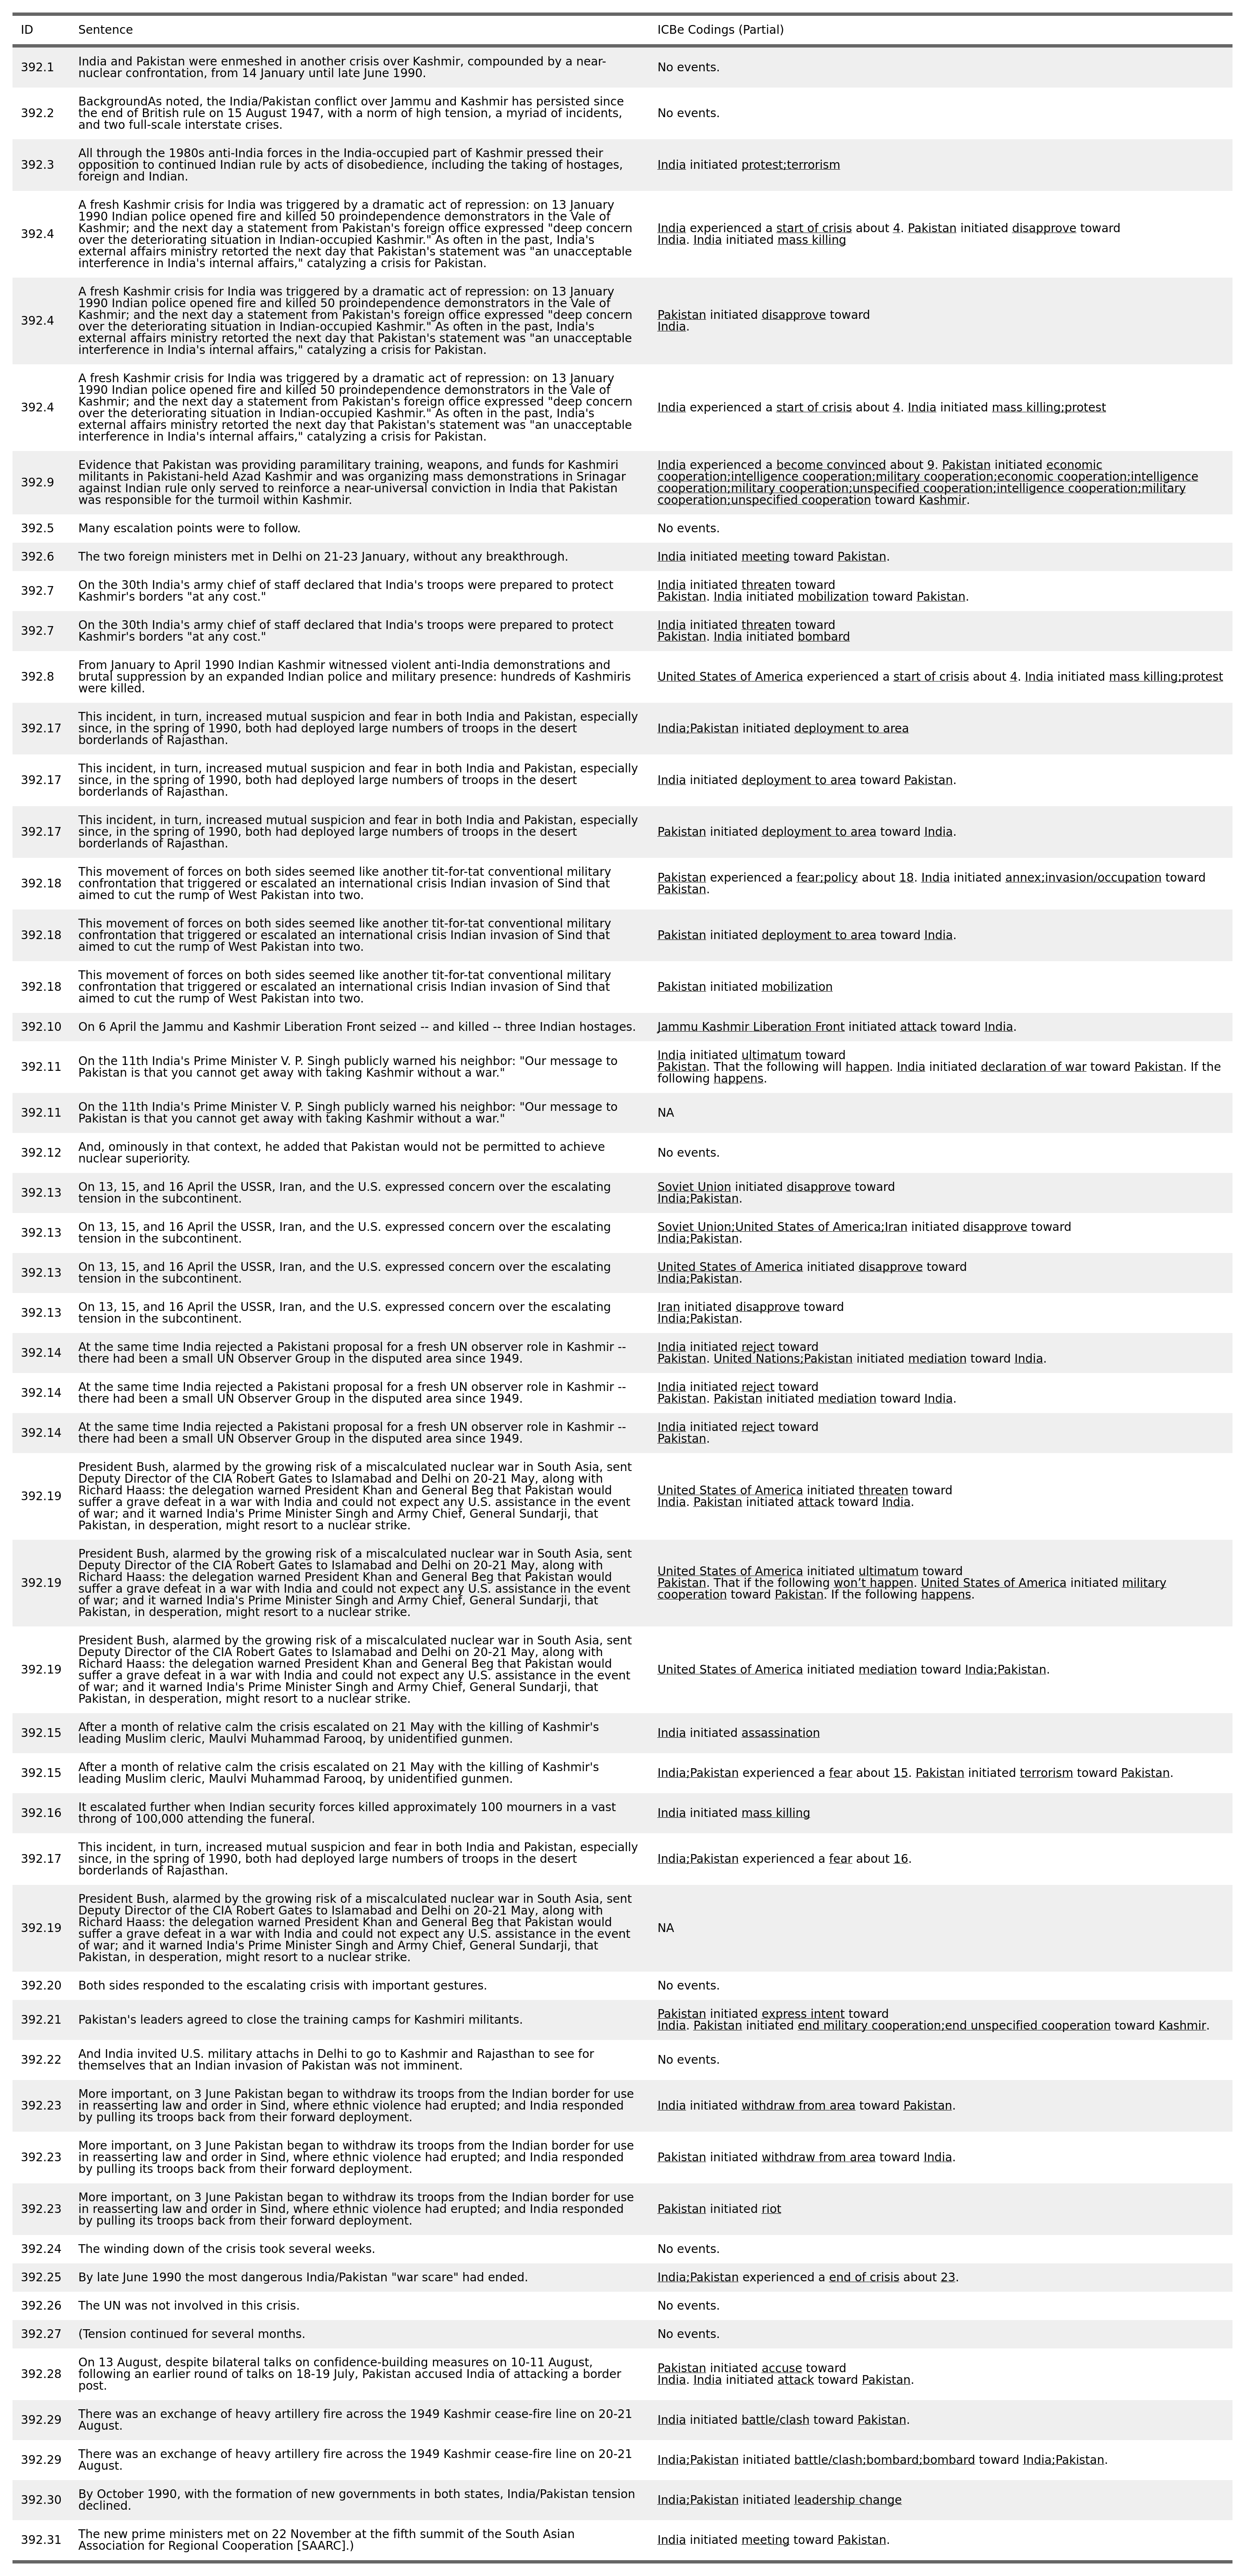 ID Sentence ICBe Codings (Partial)
392.1 India and Pakistan were enmeshed in another crisis over Kashmir, compounded by a near-
nuclear confrontation, from 14 January until late June 1990.
No events.
392.2 BackgroundAs noted, the India/Pakistan conflict over Jammu and Kashmir has persisted since
the end of British rule on 15 August 1947, with a norm of high tension, a myriad of incidents,
and two full-scale interstate crises.
No events.
392.3 All through the 1980s anti-India forces in the India-occupied part of Kashmir pressed their
opposition to continued Indian rule by acts of disobedience, including the taking of hostages,
foreign and Indian.
India initiated protest;terrorism
392.4 A fresh Kashmir crisis for India was triggered by a dramatic act of repression: on 13 January
1990 Indian police opened fire and killed 50 proindependence demonstrators in the Vale of
Kashmir; and the next day a statement from Pakistan's foreign office expressed "deep concern
over the deteriorating situation in Indian-occupied Kashmir." As often in the past, India's
external affairs ministry retorted the next day that Pakistan's statement was "an unacceptable
interference in India's internal affairs," catalyzing a crisis for Pakistan.
India experienced a start of crisis about 4. Pakistan initiated disapprove toward
India. India initiated mass killing
392.4 A fresh Kashmir crisis for India was triggered by a dramatic act of repression: on 13 January
1990 Indian police opened fire and killed 50 proindependence demonstrators in the Vale of
Kashmir; and the next day a statement from Pakistan's foreign office expressed "deep concern
over the deteriorating situation in Indian-occupied Kashmir." As often in the past, India's
external affairs ministry retorted the next day that Pakistan's statement was "an unacceptable
interference in India's internal affairs," catalyzing a crisis for Pakistan.
Pakistan initiated disapprove toward
India.
392.4 A fresh Kashmir crisis for India was triggered by a dramatic act of repression: on 13 January
1990 Indian police opened fire and killed 50 proindependence demonstrators in the Vale of
Kashmir; and the next day a statement from Pakistan's foreign office expressed "deep concern
over the deteriorating situation in Indian-occupied Kashmir." As often in the past, India's
external affairs ministry retorted the next day that Pakistan's statement was "an unacceptable
interference in India's internal affairs," catalyzing a crisis for Pakistan.
India experienced a start of crisis about 4. India initiated mass killing;protest
392.9 Evidence that Pakistan was providing paramilitary training, weapons, and funds for Kashmiri
militants in Pakistani-held Azad Kashmir and was organizing mass demonstrations in Srinagar
against Indian rule only served to reinforce a near-universal conviction in India that Pakistan
was responsible for the turmoil within Kashmir.
India experienced a become convinced about 9. Pakistan initiated economic
cooperation;intelligence cooperation;military cooperation;economic cooperation;intelligence
cooperation;military cooperation;unspecified cooperation;intelligence cooperation;military
cooperation;unspecified cooperation toward Kashmir.
392.5 Many escalation points were to follow.
No events.
392.6 The two foreign ministers met in Delhi on 21-23 January, without any breakthrough.
India initiated meeting toward Pakistan.
392.7 On the 30th India's army chief of staff declared that India's troops were prepared to protect
Kashmir's borders "at any cost."
India initiated threaten toward
Pakistan. India initiated mobilization toward Pakistan.
392.7 On the 30th India's army chief of staff declared that India's troops were prepared to protect
Kashmir's borders "at any cost."
India initiated threaten toward
Pakistan. India initiated bombard
392.8 From January to April 1990 Indian Kashmir witnessed violent anti-India demonstrations and
brutal suppression by an expanded Indian police and military presence: hundreds of Kashmiris
were killed.
United States of America experienced a start of crisis about 4. India initiated mass killing;protest
392.17 This incident, in turn, increased mutual suspicion and fear in both India and Pakistan, especially
since, in the spring of 1990, both had deployed large numbers of troops in the desert
borderlands of Rajasthan.
India;Pakistan initiated deployment to area
392.17 This incident, in turn, increased mutual suspicion and fear in both India and Pakistan, especially
since, in the spring of 1990, both had deployed large numbers of troops in the desert
borderlands of Rajasthan.
India initiated deployment to area toward Pakistan.
392.17 This incident, in turn, increased mutual suspicion and fear in both India and Pakistan, especially
since, in the spring of 1990, both had deployed large numbers of troops in the desert
borderlands of Rajasthan.
Pakistan initiated deployment to area toward India.
392.18 This movement of forces on both sides seemed like another tit-for-tat conventional military
confrontation that triggered or escalated an international crisis Indian invasion of Sind that
aimed to cut the rump of West Pakistan into two.
Pakistan experienced a fear;policy about 18. India initiated annex;invasion/occupation toward
Pakistan.
392.18 This movement of forces on both sides seemed like another tit-for-tat conventional military
confrontation that triggered or escalated an international crisis Indian invasion of Sind that
aimed to cut the rump of West Pakistan into two.
Pakistan initiated deployment to area toward India.
392.18 This movement of forces on both sides seemed like another tit-for-tat conventional military
confrontation that triggered or escalated an international crisis Indian invasion of Sind that
aimed to cut the rump of West Pakistan into two.
Pakistan initiated mobilization
392.10 On 6 April the Jammu and Kashmir Liberation Front seized -- and killed -- three Indian hostages.
Jammu Kashmir Liberation Front initiated attack toward India.
392.11 On the 11th India's Prime Minister V. P. Singh publicly warned his neighbor: "Our message to
Pakistan is that you cannot get away with taking Kashmir without a war."
India initiated ultimatum toward
Pakistan. That the following will happen. India initiated declaration of war toward Pakistan. If the
following happens.
392.11 On the 11th India's Prime Minister V. P. Singh publicly warned his neighbor: "Our message to
Pakistan is that you cannot get away with taking Kashmir without a war."
NA
392.12 And, ominously in that context, he added that Pakistan would not be permitted to achieve
nuclear superiority.
No events.
392.13 On 13, 15, and 16 April the USSR, Iran, and the U.S. expressed concern over the escalating
tension in the subcontinent.
Soviet Union initiated disapprove toward
India;Pakistan.
392.13 On 13, 15, and 16 April the USSR, Iran, and the U.S. expressed concern over the escalating
tension in the subcontinent.
Soviet Union;United States of America;Iran initiated disapprove toward
India;Pakistan.
392.13 On 13, 15, and 16 April the USSR, Iran, and the U.S. expressed concern over the escalating
tension in the subcontinent.
United States of America initiated disapprove toward
India;Pakistan.
392.13 On 13, 15, and 16 April the USSR, Iran, and the U.S. expressed concern over the escalating
tension in the subcontinent.
Iran initiated disapprove toward
India;Pakistan.
392.14 At the same time India rejected a Pakistani proposal for a fresh UN observer role in Kashmir --
there had been a small UN Observer Group in the disputed area since 1949.
India initiated reject toward
Pakistan. United Nations;Pakistan initiated mediation toward India.
392.14 At the same time India rejected a Pakistani proposal for a fresh UN observer role in Kashmir --
there had been a small UN Observer Group in the disputed area since 1949.
India initiated reject toward
Pakistan. Pakistan initiated mediation toward India.
392.14 At the same time India rejected a Pakistani proposal for a fresh UN observer role in Kashmir --
there had been a small UN Observer Group in the disputed area since 1949.
India initiated reject toward
Pakistan.
392.19 President Bush, alarmed by the growing risk of a miscalculated nuclear war in South Asia, sent
Deputy Director of the CIA Robert Gates to Islamabad and Delhi on 20-21 May, along with
Richard Haass: the delegation warned President Khan and General Beg that Pakistan would
suffer a grave defeat in a war with India and could not expect any U.S. assistance in the event
of war; and it warned India's Prime Minister Singh and Army Chief, General Sundarji, that
Pakistan, in desperation, might resort to a nuclear strike.
United States of America initiated threaten toward
India. Pakistan initiated attack toward India.
392.19 President Bush, alarmed by the growing risk of a miscalculated nuclear war in South Asia, sent
Deputy Director of the CIA Robert Gates to Islamabad and Delhi on 20-21 May, along with
Richard Haass: the delegation warned President Khan and General Beg that Pakistan would
suffer a grave defeat in a war with India and could not expect any U.S. assistance in the event
of war; and it warned India's Prime Minister Singh and Army Chief, General Sundarji, that
Pakistan, in desperation, might resort to a nuclear strike.
United States of America initiated ultimatum toward
Pakistan. That if the following won’t happen. United States of America initiated military
cooperation toward Pakistan. If the following happens.
392.19 President Bush, alarmed by the growing risk of a miscalculated nuclear war in South Asia, sent
Deputy Director of the CIA Robert Gates to Islamabad and Delhi on 20-21 May, along with
Richard Haass: the delegation warned President Khan and General Beg that Pakistan would
suffer a grave defeat in a war with India and could not expect any U.S. assistance in the event
of war; and it warned India's Prime Minister Singh and Army Chief, General Sundarji, that
Pakistan, in desperation, might resort to a nuclear strike.
United States of America initiated mediation toward India;Pakistan.
392.15 After a month of relative calm the crisis escalated on 21 May with the killing of Kashmir's
leading Muslim cleric, Maulvi Muhammad Farooq, by unidentified gunmen.
India initiated assassination
392.15 After a month of relative calm the crisis escalated on 21 May with the killing of Kashmir's
leading Muslim cleric, Maulvi Muhammad Farooq, by unidentified gunmen.
India;Pakistan experienced a fear about 15. Pakistan initiated terrorism toward Pakistan.
392.16 It escalated further when Indian security forces killed approximately 100 mourners in a vast
throng of 100,000 attending the funeral.
India initiated mass killing
392.17 This incident, in turn, increased mutual suspicion and fear in both India and Pakistan, especially
since, in the spring of 1990, both had deployed large numbers of troops in the desert
borderlands of Rajasthan.
India;Pakistan experienced a fear about 16.
392.19 President Bush, alarmed by the growing risk of a miscalculated nuclear war in South Asia, sent
Deputy Director of the CIA Robert Gates to Islamabad and Delhi on 20-21 May, along with
Richard Haass: the delegation warned President Khan and General Beg that Pakistan would
suffer a grave defeat in a war with India and could not expect any U.S. assistance in the event
of war; and it warned India's Prime Minister Singh and Army Chief, General Sundarji, that
Pakistan, in desperation, might resort to a nuclear strike.
NA
392.20 Both sides responded to the escalating crisis with important gestures.
No events.
392.21 Pakistan's leaders agreed to close the training camps for Kashmiri militants.
Pakistan initiated express intent toward
India. Pakistan initiated end military cooperation;end unspecified cooperation toward Kashmir.
392.22 And India invited U.S. military attachs in Delhi to go to Kashmir and Rajasthan to see for
themselves that an Indian invasion of Pakistan was not imminent.
No events.
392.23 More important, on 3 June Pakistan began to withdraw its troops from the Indian border for use
in reasserting law and order in Sind, where ethnic violence had erupted; and India responded
by pulling its troops back from their forward deployment.
India initiated withdraw from area toward Pakistan.
392.23 More important, on 3 June Pakistan began to withdraw its troops from the Indian border for use
in reasserting law and order in Sind, where ethnic violence had erupted; and India responded
by pulling its troops back from their forward deployment.
Pakistan initiated withdraw from area toward India.
392.23 More important, on 3 June Pakistan began to withdraw its troops from the Indian border for use
in reasserting law and order in Sind, where ethnic violence had erupted; and India responded
by pulling its troops back from their forward deployment.
Pakistan initiated riot
392.24 The winding down of the crisis took several weeks.
No events.
392.25 By late June 1990 the most dangerous India/Pakistan "war scare" had ended.
India;Pakistan experienced a end of crisis about 23.
392.26 The UN was not involved in this crisis.
No events.
392.27 (Tension continued for several months.
No events.
392.28 On 13 August, despite bilateral talks on confidence-building measures on 10-11 August,
following an earlier round of talks on 18-19 July, Pakistan accused India of attacking a border
post.
Pakistan initiated accuse toward
India. India initiated attack toward Pakistan.
392.29 There was an exchange of heavy artillery fire across the 1949 Kashmir cease-fire line on 20-21
August.
India initiated battle/clash toward Pakistan.
392.29 There was an exchange of heavy artillery fire across the 1949 Kashmir cease-fire line on 20-21
August.
India;Pakistan initiated battle/clash;bombard;bombard toward India;Pakistan.
392.30 By October 1990, with the formation of new governments in both states, India/Pakistan tension
declined.
India;Pakistan initiated leadership change
392.31 The new prime ministers met on 22 November at the fifth summit of the South Asian
Association for Regional Cooperation [SAARC].)
India initiated meeting toward Pakistan.